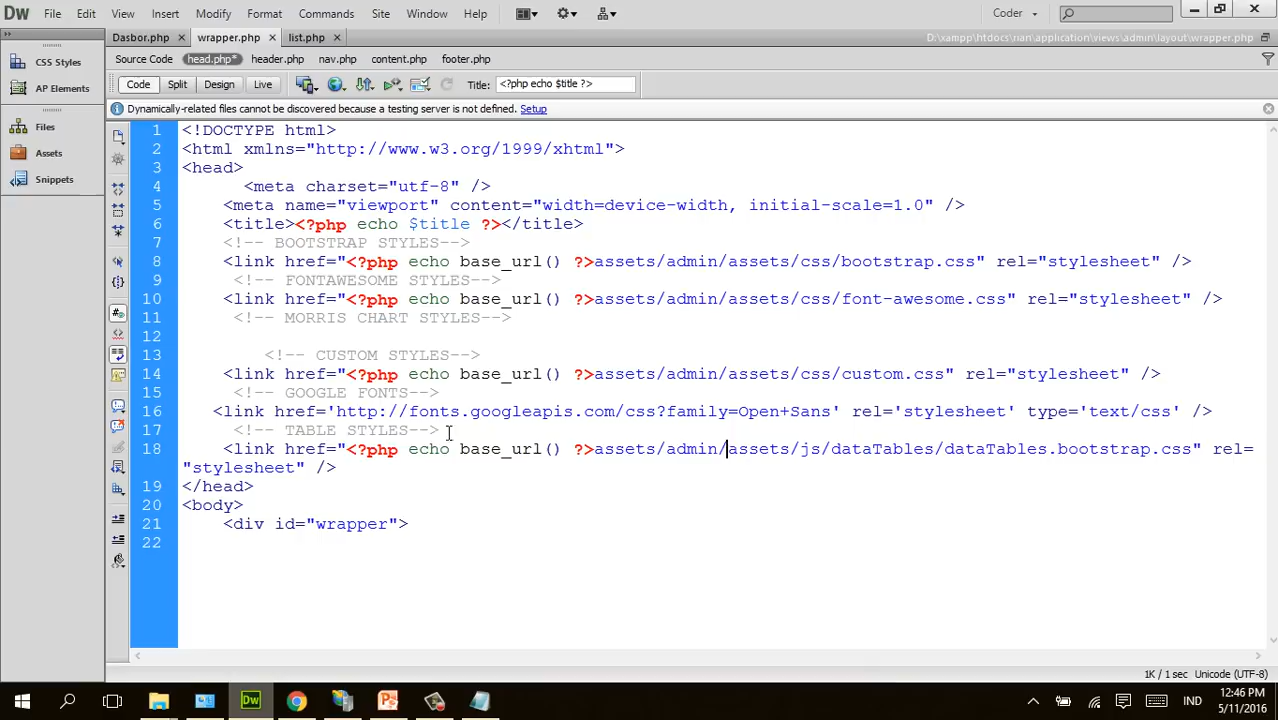 Dw File Edit View Insert Modify Format Commands Site Window Help Coder
Dasbor.php × wrapper.php × list.php × D:\xampp\htdocs\nan\application\views\admin\layout\wrapper.php
Source Code head.php* header.php nav.php content.php footer.php
Code Split Design Live Title: <?php echo $title ?>
Dynamically-related files cannot be discovered because a testing server is not defined. Setup
CSS Styles
AP Elements
Files
Assets
Snippets
1 <!DOCTYPE html>
2 <html xmlns="http://www.w3.org/1999/xhtml">
3 <head>
4 <meta charset="utf-8" />
5 <meta name="viewport" content="width=device-width, initial-scale=1.0" />
6 <title><?php echo $title ?></title>
7 <!-- BOOTSTRAP STYLES-->
8 <link href="<?php echo base_url() ?>assets/admin/assets/css/bootstrap.css" rel="stylesheet" />
9 <!-- FONTAWESOME STYLES-->
10 <link href="<?php echo base_url() ?>assets/admin/assets/css/font-awesome.css" rel="stylesheet" />
11 <!-- MORRIS CHART STYLES-->
12
13 <!-- CUSTOM STYLES-->
14 <link href="<?php echo base_url() ?>assets/admin/assets/css/custom.css" rel="stylesheet" />
15 <!-- GOOGLE FONTS-->
16 <link href='http://fonts.googleapis.com/css?family=Open+Sans' rel='stylesheet' type='text/css' />
17 <!-- TABLE STYLES-->
18 <link href="<?php echo base_url() ?>assets/admin/assets/js/dataTables/dataTables.bootstrap.css" rel=
"stylesheet" />
19 </head>
20 <body>
21 <div id="wrapper">
22
1K / 1 sec Unicode (UTF-8)
Dw IND 12:46 PM
5/11/2016